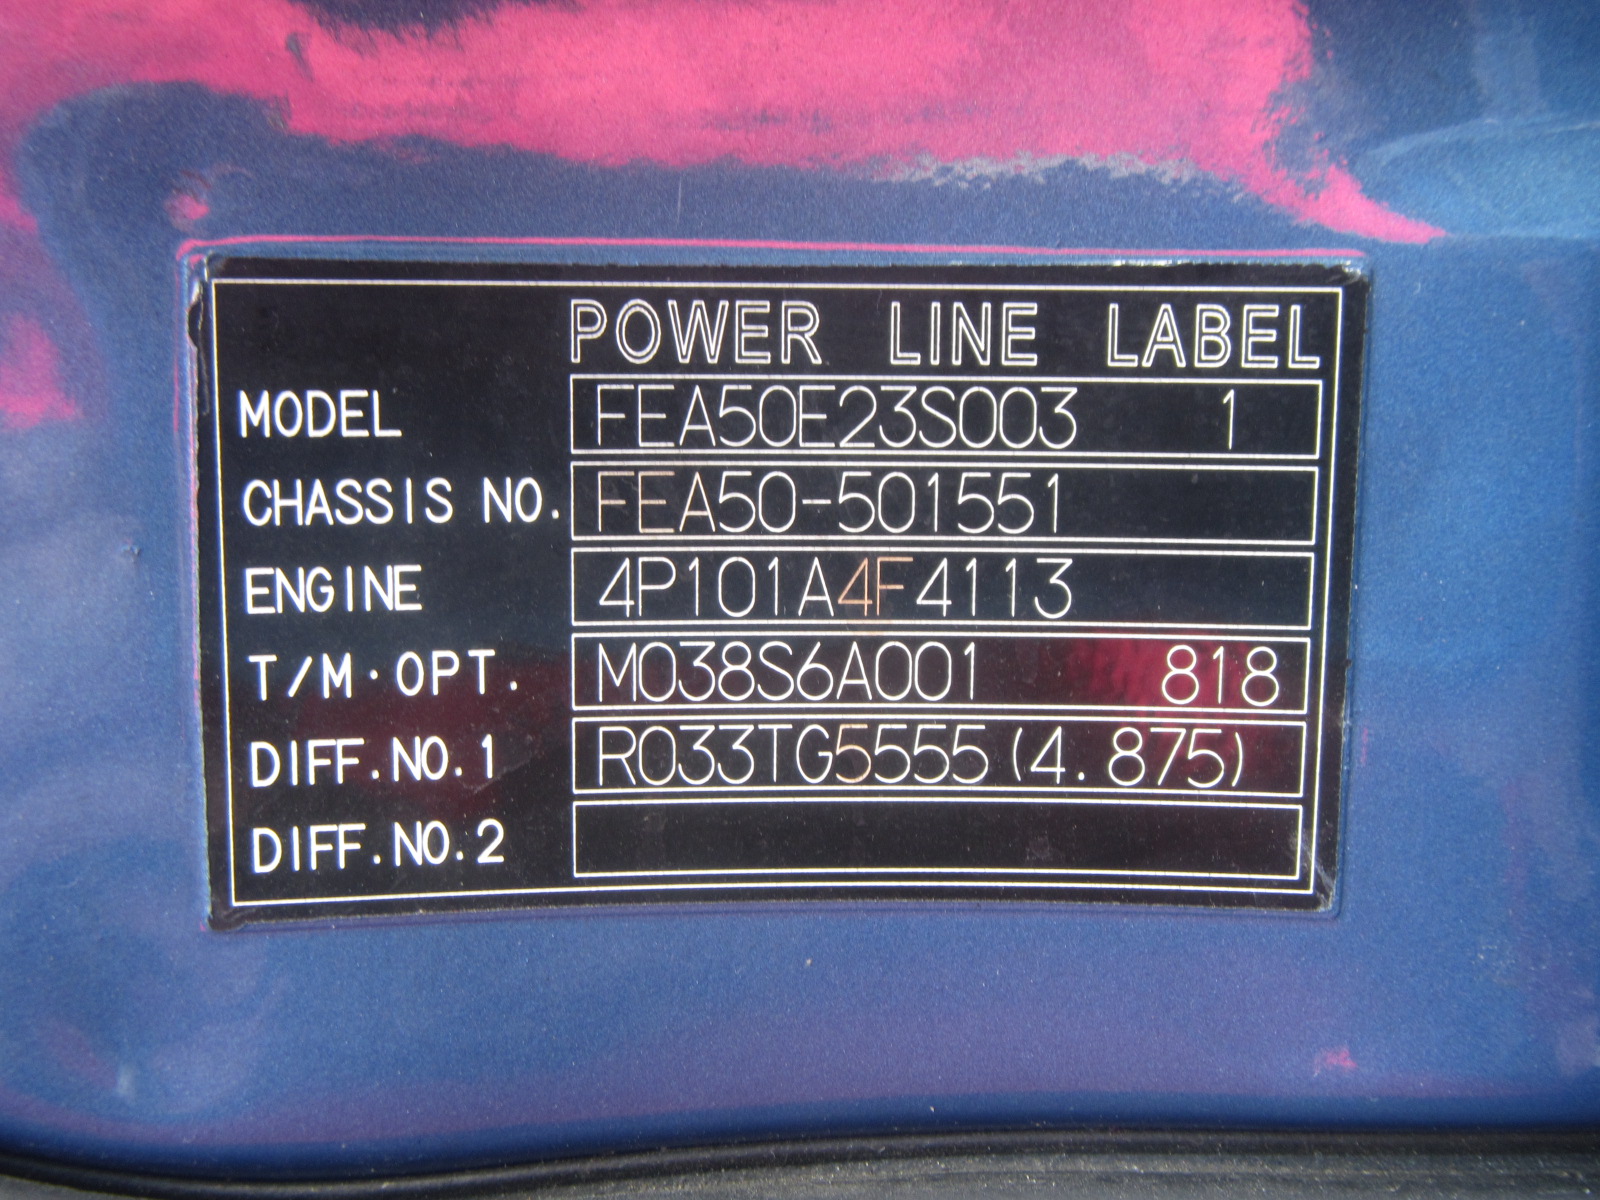 POWER LINE LABEL
MODEL FEA50E23S003 1
CHASSIS NO. FEA50-501551
ENGINE 4P101A4F4113
T/M·OPT. M038S6A001 818
DIFF.NO.1 R033TG5555(4.875)
DIFF.NO.2